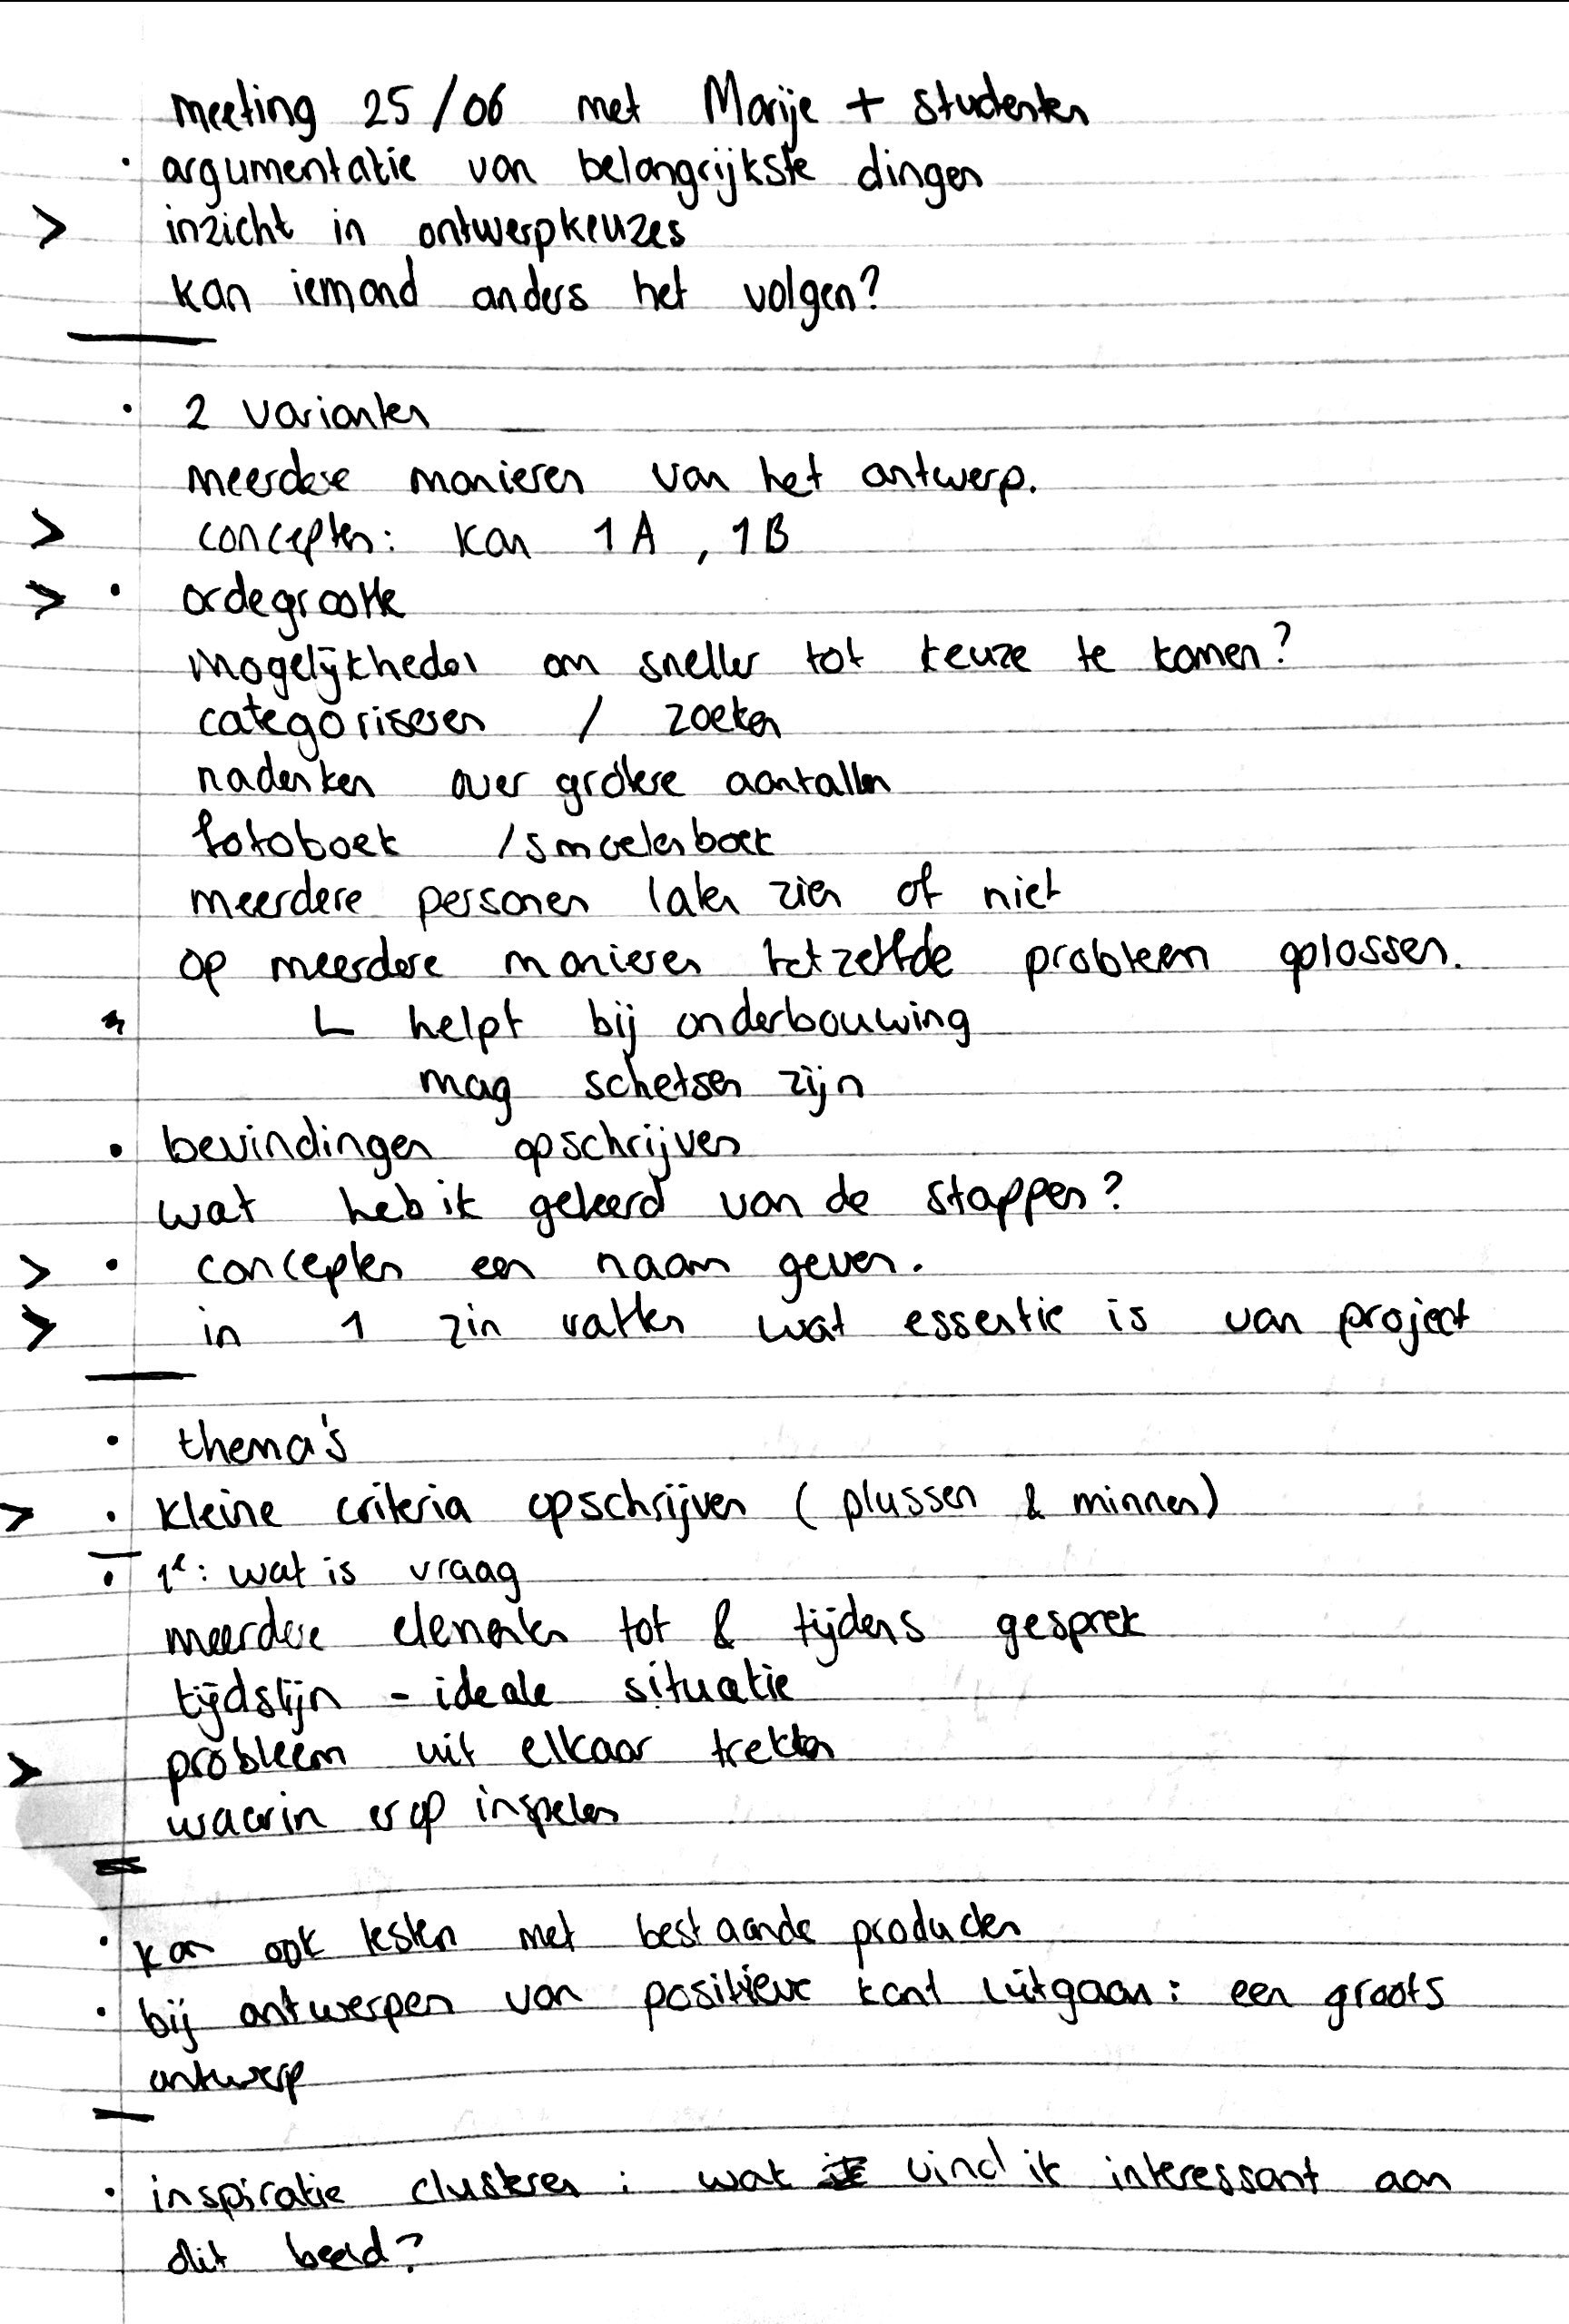 meeting 25/06 met Marije + studenten
· argumentatie van belangrijkste dingen
> inzicht in ontwerpkeuzes
kan iemand anders het volgen?
· 2 varianten
meerdere manieren van het ontwerp.
> concepten: kan 1A, 1B
> · ordegrootte
mogelijkheden om sneller tot keuze te komen?
categoriseren / zoeken
nadenken over grotere aantallen
fotoboek / smoelenboek
meerdere personen laten zien of niet
op meerdere manieren hetzelfde probleem oplossen.
* L helpt bij onderbouwing
mag schetsen zijn
· bevindingen opschrijven
wat heb ik geleerd van de stappen?
> · concepten een naam geven.
> in 1 zin vatten wat essentie is van project
· thema's
> · kleine criteria opschrijven (plussen & minnen)
· 1e: wat is vraag
meerdere elementen tot & tijdens gesprek
tijdslijn - ideale situatie
> probleem uit elkaar trekken
waarin erop inspelen
· kan ook testen met bestaande producten
· bij ontwerpen van positieve kant uitgaan: een groots
ontwerp
· inspiratie clusteren: wat vind ik interessant aan
dit beeld?